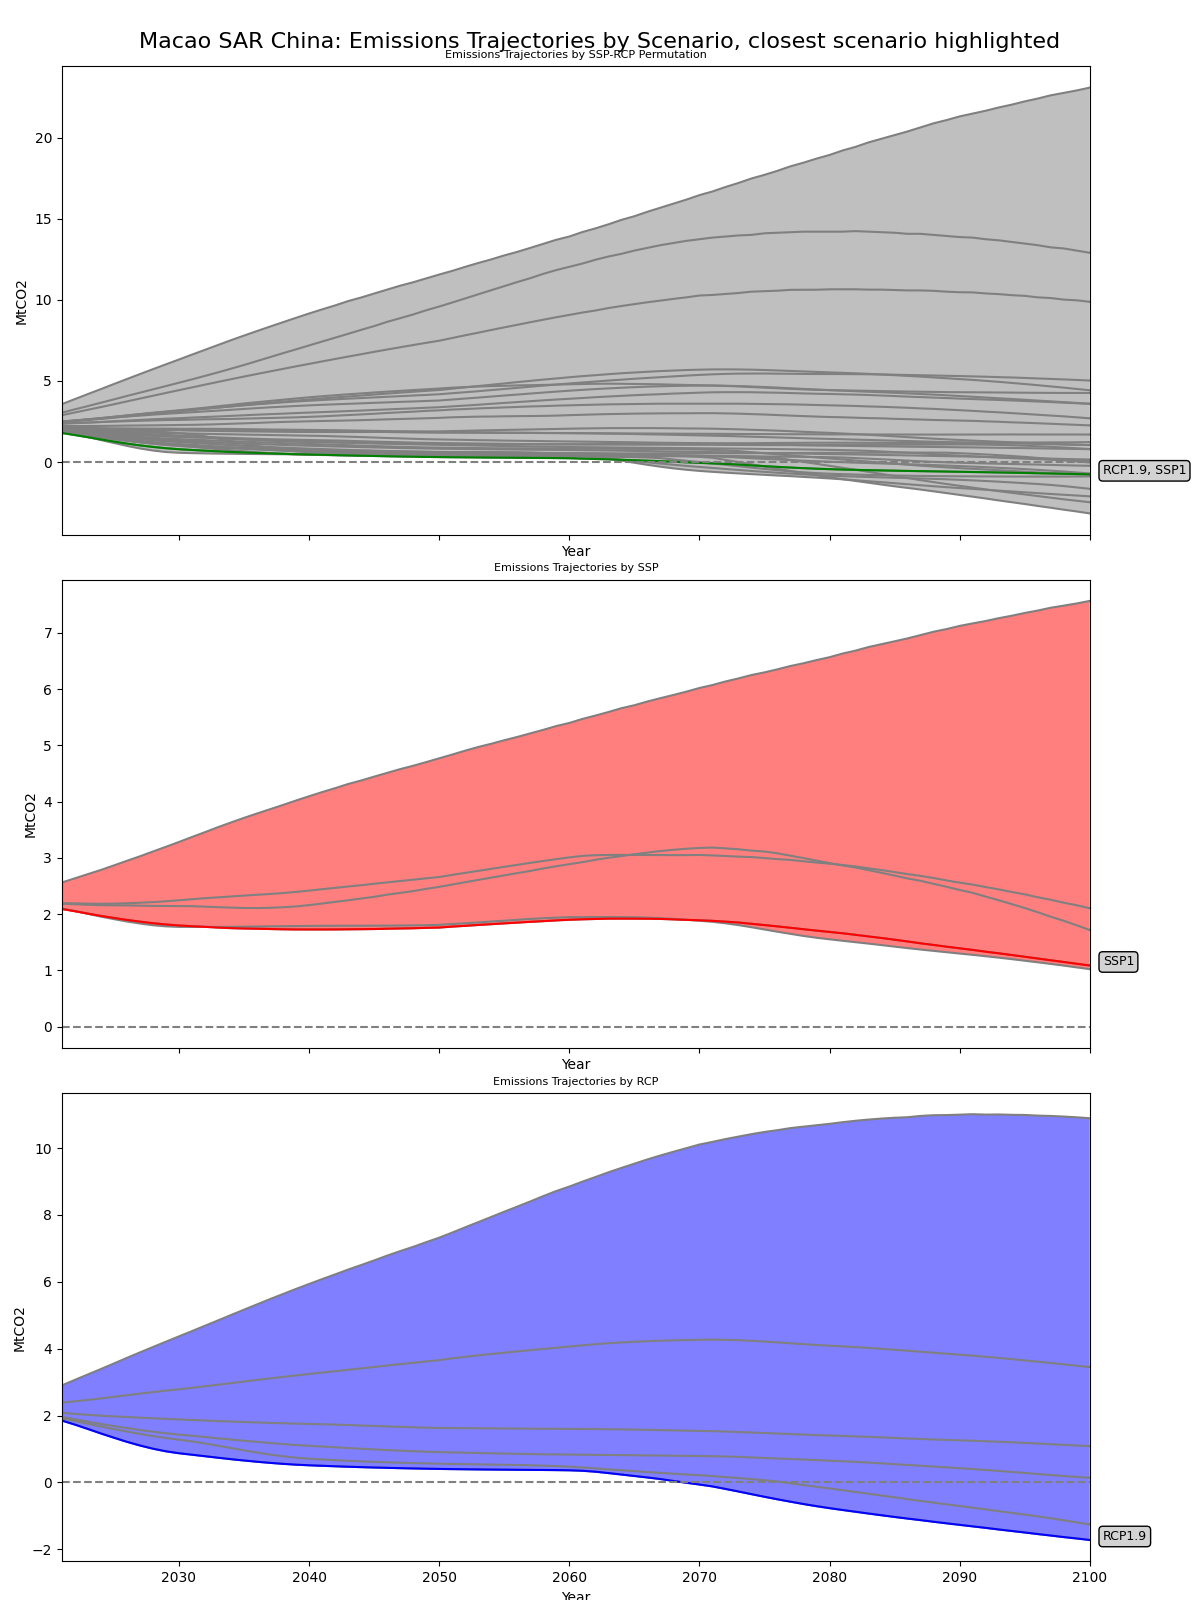 Macao SAR China: Emissions Trajectories by Scenario, closest scenario highlighted
Emissions Trajectories by SSP-RCP Permutation
20
15
10
5
0
MtCO2
RCP1.9, SSP1
Year
Emissions Trajectories by SSP
7
6
5
4
3
2
1
0
MtCO2
SSP1
Year
Emissions Trajectories by RCP
10
8
6
4
2
0
−2
MtCO2
RCP1.9
2030 2040 2050 2060 2070 2080 2090 2100
Year